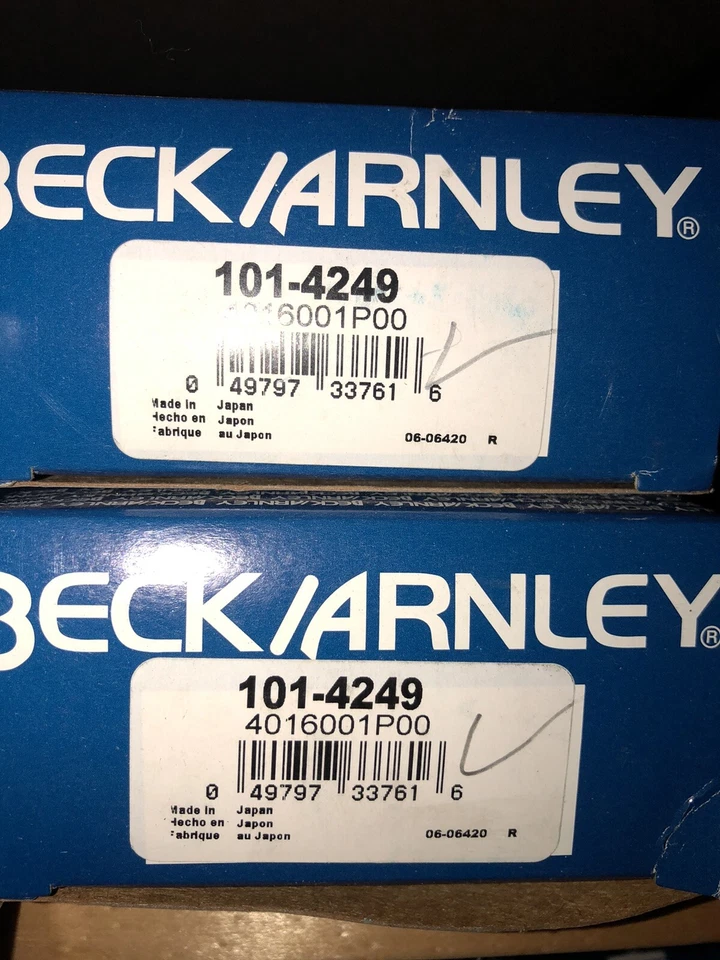 BECK/ARNLEY®
101-4249
4016001P00
0 49797 33761 6
Made in Japan
Hecho en Japon
Fabrique au Japon
06-06420 R
BECK/ARNLEY®
101-4249
4016001P00
0 49797 33761 6
Made in Japan
Hecho en Japon
Fabrique au Japon
06-06420 R